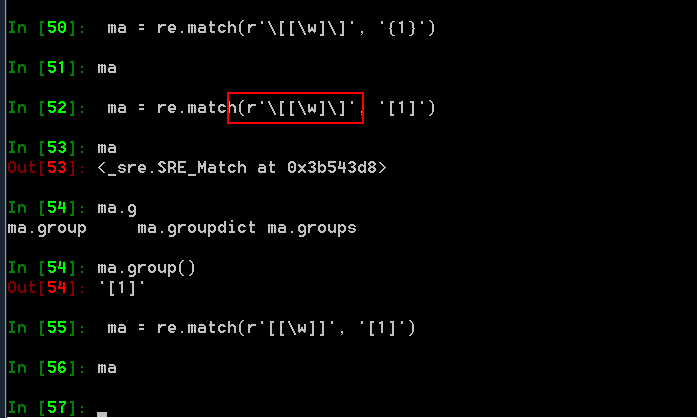 In [50]:  ma = re.match(r'\[[\w]\]', '{1}')
In [51]: ma
In [52]:  ma = re.match(r'\[[\w]\]', '[1]')
In [53]: ma
Out[53]: <_sre.SRE_Match at 0x3b543d8>
In [54]: ma.g
ma.group     ma.groupdict ma.groups
In [54]: ma.group()
Out[54]: '[1]'
In [55]:  ma = re.match(r'[[\w]]', '[1]')
In [56]: ma
In [57]: